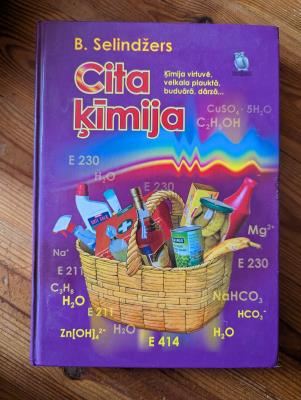 B. Selindžers
Cita
ķīmija
Ķīmija virtuvē,
veikala plauktā,
buduārā, dārzā...
CuSO₄ · 5H₂O
C₂H₅OH
E 230
H₂O
Na⁺
E 211
C₃H₈
H₂O
E 211
Zn[OH]₄²⁻
H₂O
E 414
Mg²⁺
E 230
NaHCO₃
HCO₃⁻
H₂O